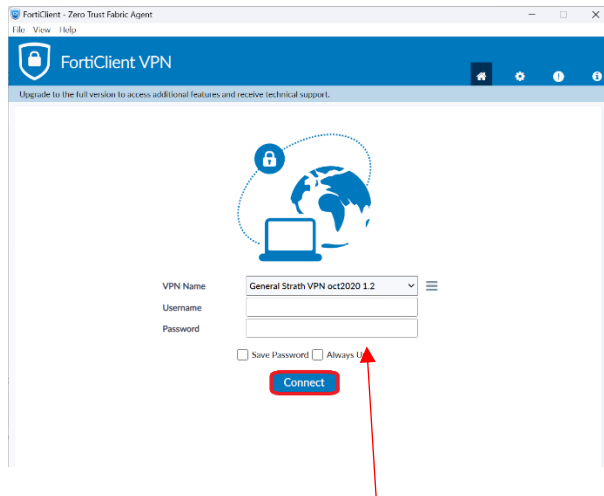 FortiClient - Zero Trust Fabric Agent
File View Help
FortiClient VPN
Upgrade to the full version to access additional features and receive technical support.
VPN Name General Strath VPN oct2020 1.2
Username
Password
Save Password Always U
Connect